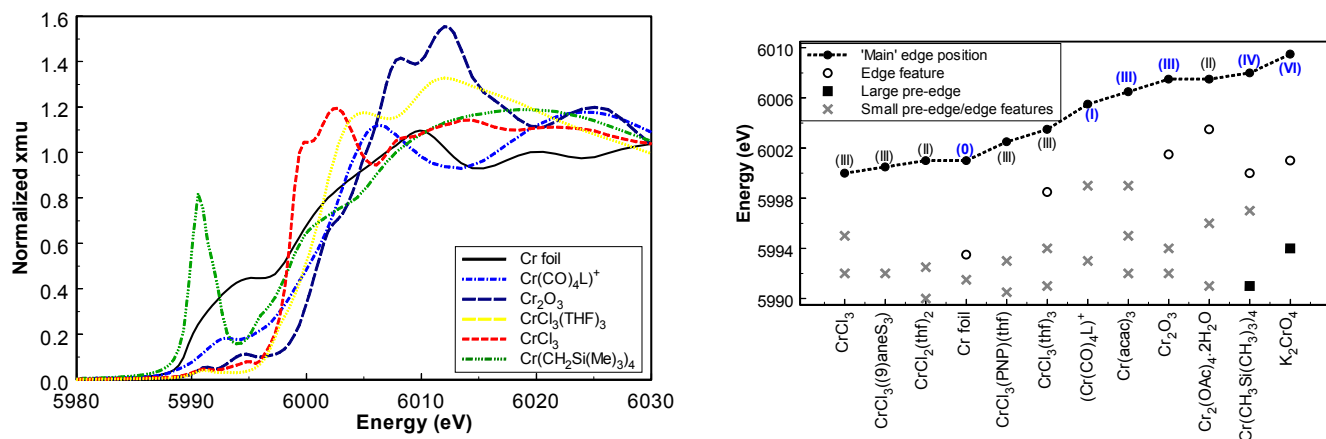 1.6
1.4
1.2
1.0
0.8
0.6
0.4
0.2
0.0
Normalized xmu
5980
5990
6000
6010
6020
6030
Energy (eV)
Cr foil
Cr(CO)₄L)⁺
Cr₂O₃
CrCl₃(THF)₃
CrCl₃
Cr(CH₂Si(Me)₃)₄
6010
6006
6002
5998
5994
5990
Energy (eV)
'Main' edge position
Edge feature
Large pre-edge
Small pre-edge/edge features
(III)
(III)
(II)
(0)
(III)
(III)
(I)
(III)
(III)
(II)
(IV)
(VI)
CrCl₃
CrCl₃((9)aneS₃)
CrCl₂(thf)₂
Cr foil
CrCl₃(PNP)(thf)
CrCl₃(thf)₃
(Cr(CO)₄L)⁺
Cr(acac)₃
Cr₂O₃
Cr₂(OAc)₄.2H₂O
Cr(CH₃Si(CH₃)₃)₄
K₂CrO₄